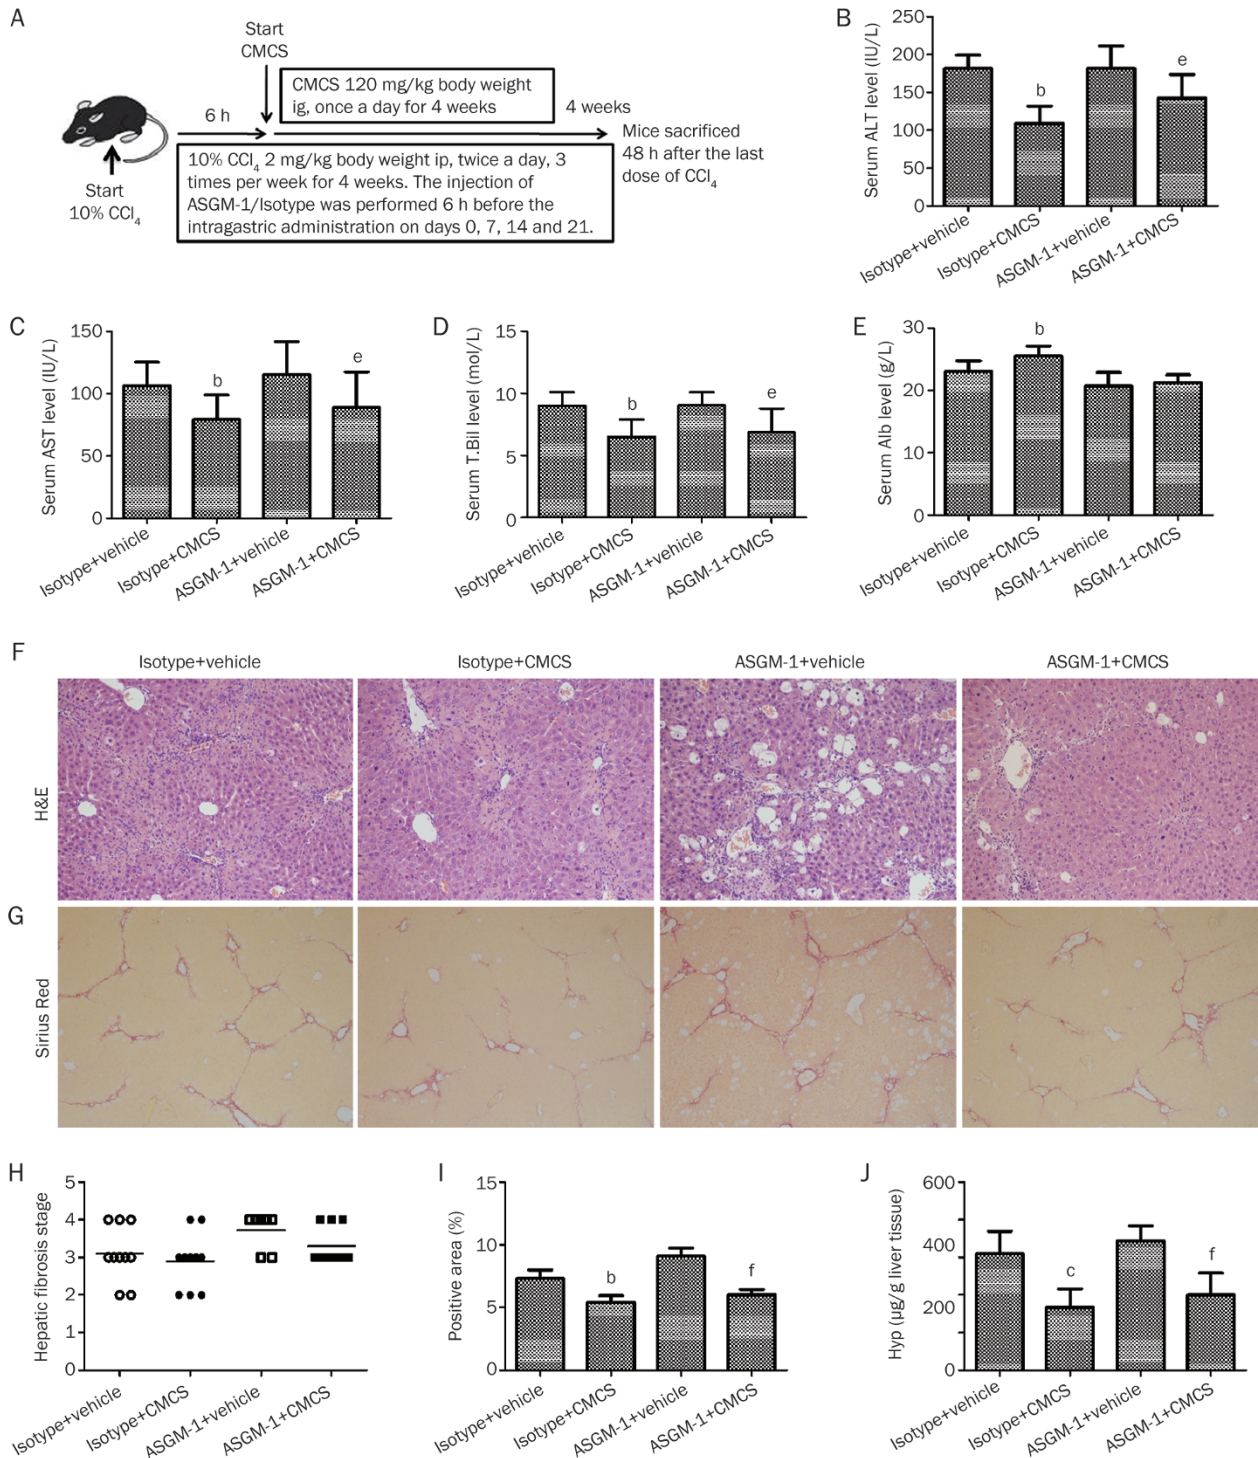 A
Start
CMCS
CMCS 120 mg/kg body weight
ig, once a day for 4 weeks
6 h
4 weeks
Start
10% CCl₄
10% CCl₄ 2 mg/kg body weight ip, twice a day, 3
times per week for 4 weeks. The injection of
ASGM-1/Isotype was performed 6 h before the
intragastric administration on days 0, 7, 14 and 21.
Mice sacrificed
48 h after the last
dose of CCl₄
B
Serum ALT level (IU/L)
250
200
150
100
50
0
b
e
Isotype+vehicle
Isotype+CMCS
ASGM-1+vehicle
ASGM-1+CMCS
C
Serum AST level (IU/L)
150
100
50
0
b
e
Isotype+vehicle
Isotype+CMCS
ASGM-1+vehicle
ASGM-1+CMCS
D
Serum T.Bil level (mol/L)
15
10
5
0
b
e
Isotype+vehicle
Isotype+CMCS
ASGM-1+vehicle
ASGM-1+CMCS
E
Serum Alb level (g/L)
30
20
10
0
b
Isotype+vehicle
Isotype+CMCS
ASGM-1+vehicle
ASGM-1+CMCS
F
Isotype+vehicle
Isotype+CMCS
ASGM-1+vehicle
ASGM-1+CMCS
H&E
G
Sirius Red
H
Hepatic fibrosis stage
5
4
3
2
1
0
Isotype+vehicle
Isotype+CMCS
ASGM-1+vehicle
ASGM-1+CMCS
I
Positive area (%)
15
10
5
0
b
f
Isotype+vehicle
Isotype+CMCS
ASGM-1+vehicle
ASGM-1+CMCS
J
Hyp (μg/g liver tissue)
600
400
200
0
c
f
Isotype+vehicle
Isotype+CMCS
ASGM-1+vehicle
ASGM-1+CMCS